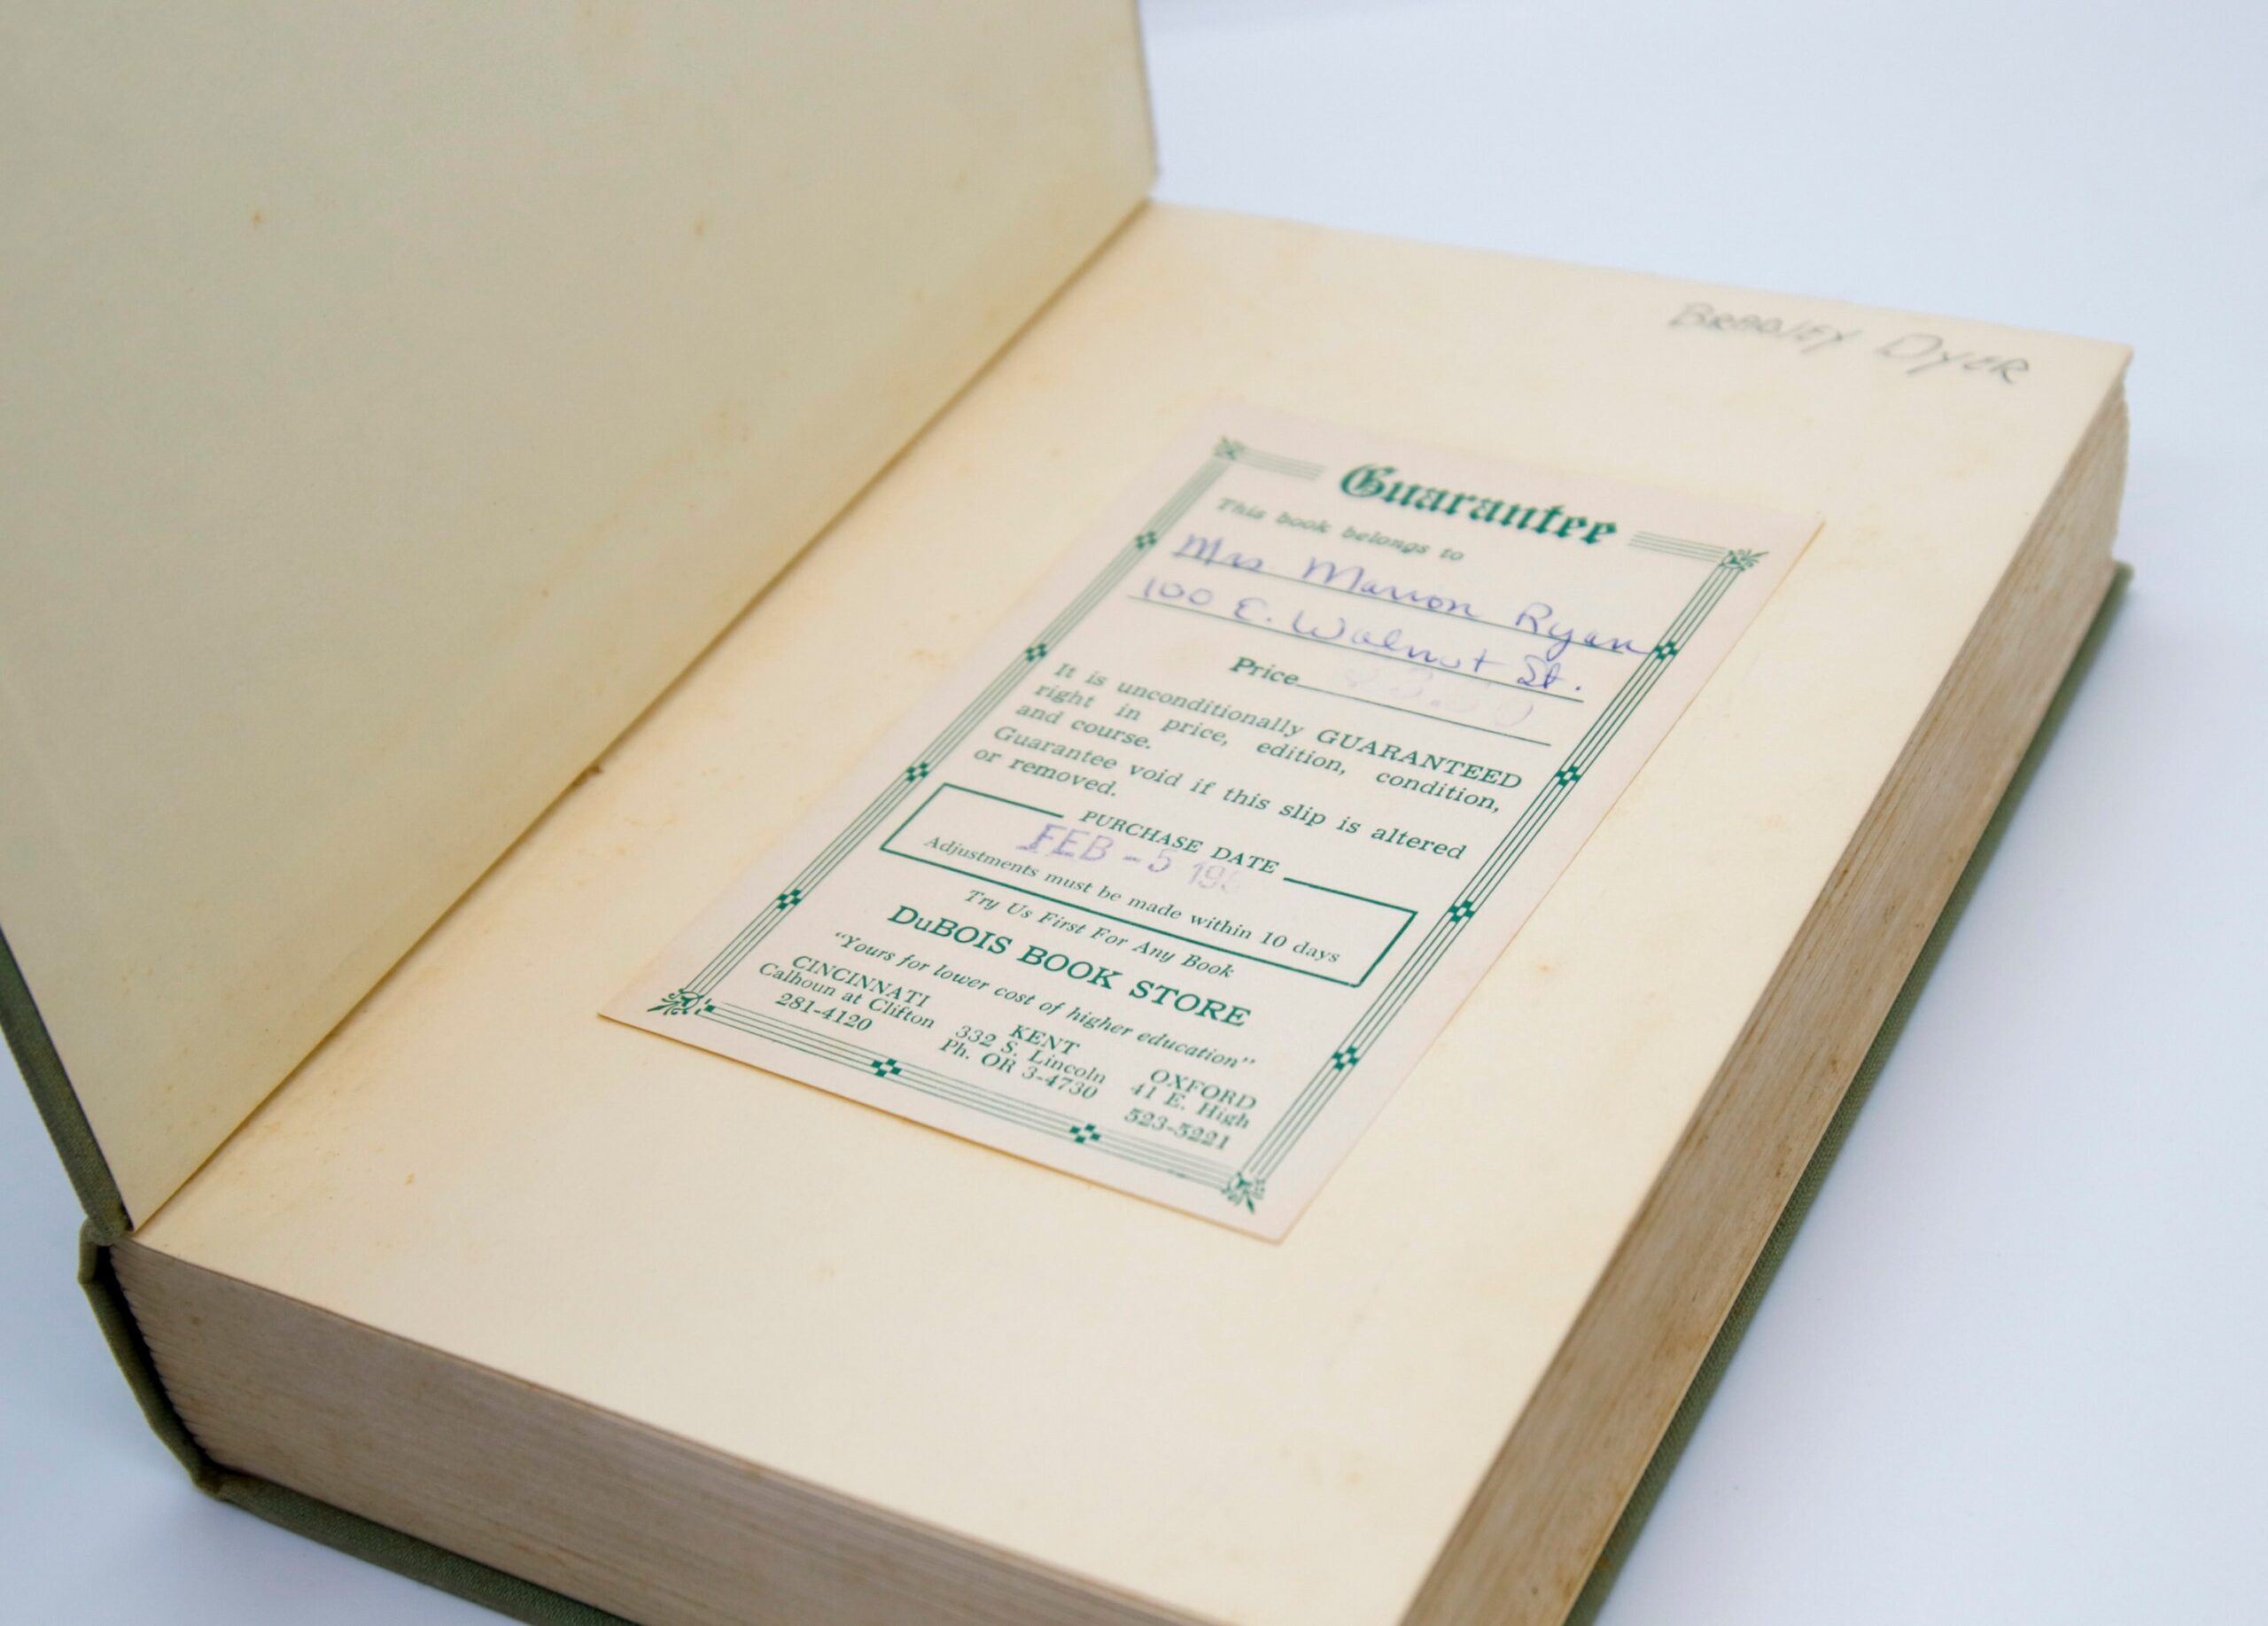 BRADLEY DYER
Guarantee
This book belongs to
Mrs. Marion Ryan
100 E. Walnut St.
Price
It is unconditionally GUARANTEED
right in price, edition, condition,
and course.
Guarantee void if this slip is altered
or removed.
PURCHASE DATE
FEB - 5
Adjustments must be made within 10 days
Try Us First For Any Book
DuBOIS BOOK STORE
"Yours for lower cost of higher education"
CINCINNATI
Calhoun at Clifton
281-4120
KENT
332 S. Lincoln
Ph. OR 3-4730
OXFORD
41 E. High
523-5221